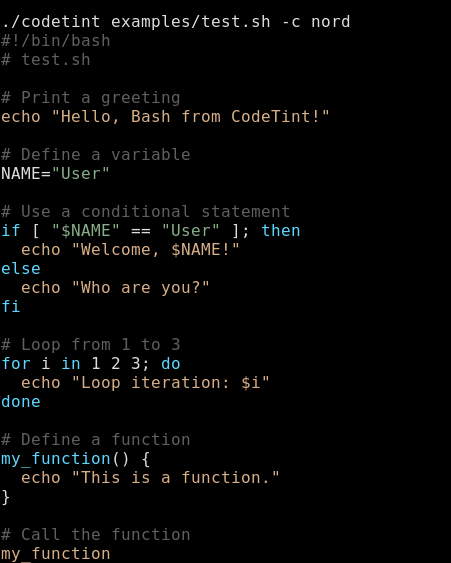 ./codetint examples/test.sh -c nord
#!/bin/bash
# test.sh

# Print a greeting
echo "Hello, Bash from CodeTint!"

# Define a variable
NAME="User"

# Use a conditional statement
if [ "$NAME" == "User" ]; then
  echo "Welcome, $NAME!"
else
  echo "Who are you?"
fi

# Loop from 1 to 3
for i in 1 2 3; do
  echo "Loop iteration: $i"
done

# Define a function
my_function() {
  echo "This is a function."
}

# Call the function
my_function